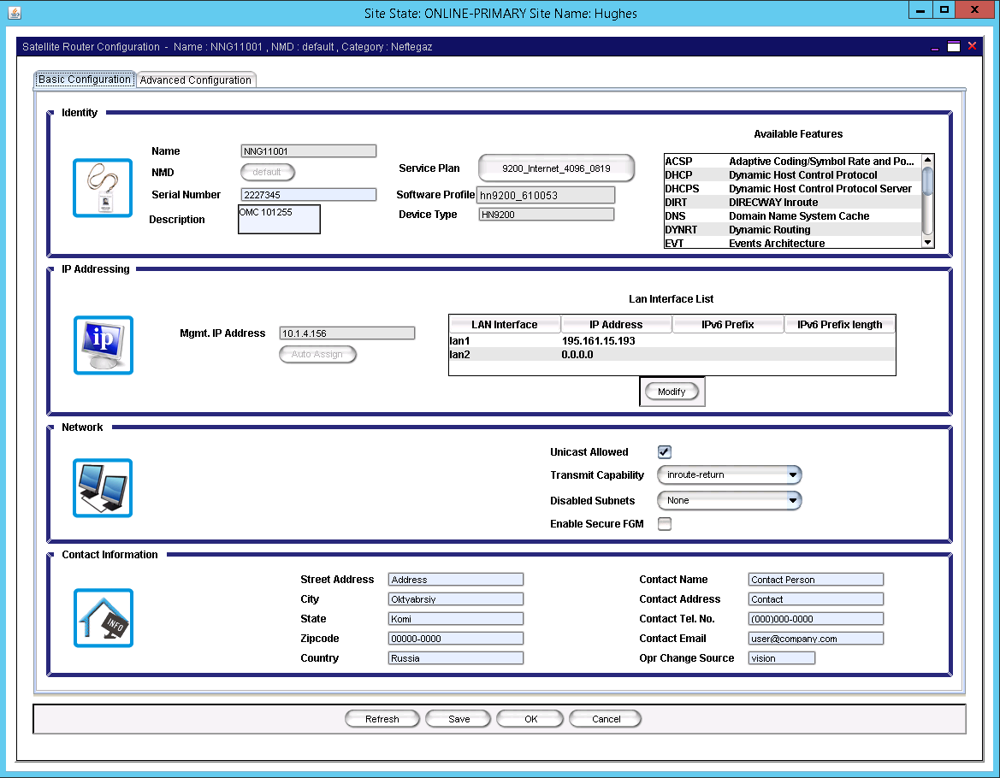 Site State: ONLINE-PRIMARY Site Name: Hughes
Satellite Router Configuration - Name : NNG11001 , NMD : default , Category : Neftegaz
Basic Configuration
Advanced Configuration
Identity
Name NNG11001
NMD default
Serial Number 2227345
Description OMC 101255
Service Plan 9200_Internet_4096_0819
Software Profile hn9200_610053
Device Type HN9200
Available Features
ACSP Adaptive Coding/Symbol Rate and Po...
DHCP Dynamic Host Control Protocol
DHCPS Dynamic Host Control Protocol Server
DIRT DIRECWAY Inroute
DNS Domain Name System Cache
DYNRT Dynamic Routing
EVT Events Architecture
IP Addressing
ip
Mgmt. IP Address 10.1.4.156
Auto Assign
Lan Interface List
LAN Interface IP Address IPv6 Prefix IPv6 Prefix length
lan1 195.161.15.193
lan2 0.0.0.0
Modify
Network
Unicast Allowed
Transmit Capability inroute-return
Disabled Subnets None
Enable Secure FGM
Contact Information
INFO
Street Address Address
City Oktyabrsiy
State Komi
Zipcode 00000-0000
Country Russia
Contact Name Contact Person
Contact Address Contact
Contact Tel. No. (000)000-0000
Contact Email user@company.com
Opr Change Source vision
Refresh Save OK Cancel